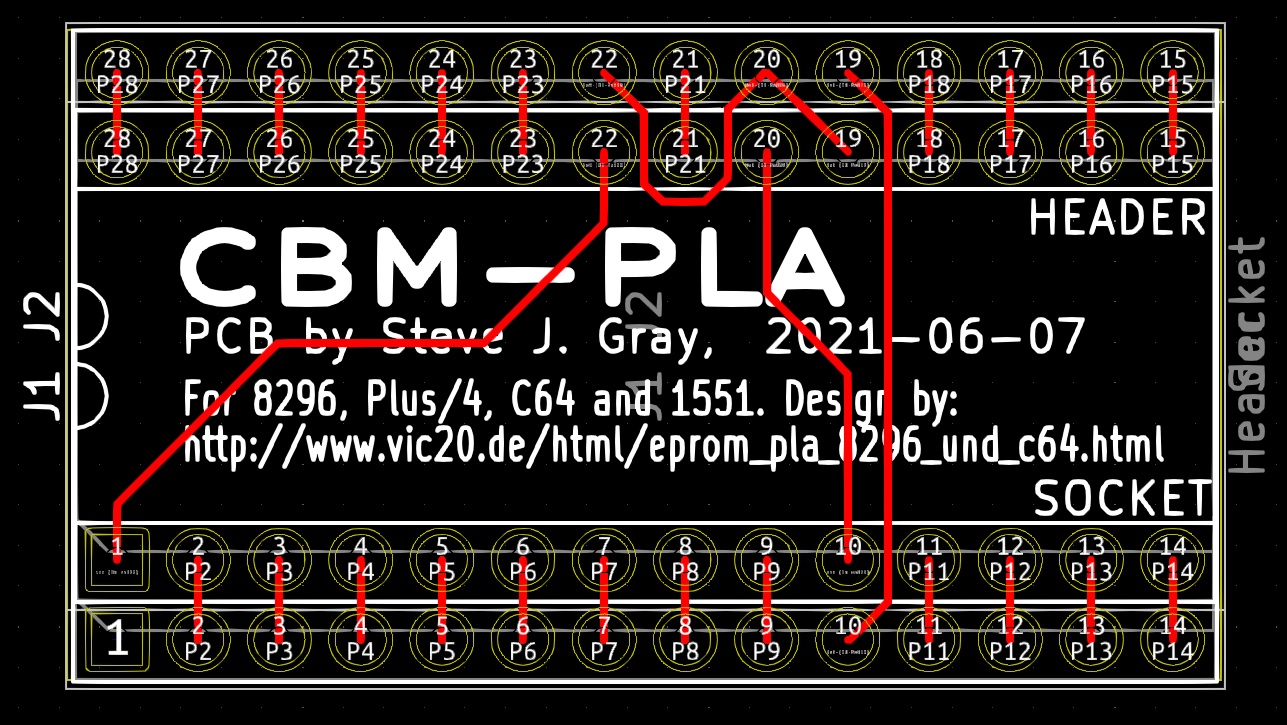 28 27 26 25 24 23 22 21 20 19 18 17 16 15
P28 P27 P26 P25 P24 P23 P21 P18 P17 P16 P15
28 27 26 25 24 23 22 21 20 19 18 17 16 15
P28 P27 P26 P25 P24 P23 P21 P18 P17 P16 P15
HEADER
CBM-PLA
J2
J2
PCB by Steve J. Gray, 2021-06-07
J1
J1
For 8296, Plus/4, C64 and 1551. Design by:
http://www.vic20.de/html/eprom_pla_8296_und_c64.html
SOCKET
1 2 3 4 5 6 7 8 9 10 11 12 13 14
P2 P3 P4 P5 P6 P7 P8 P9 P11 P12 P13 P14
1 2 3 4 5 6 7 8 9 10 11 12 13 14
P2 P3 P4 P5 P6 P7 P8 P9 P11 P12 P13 P14